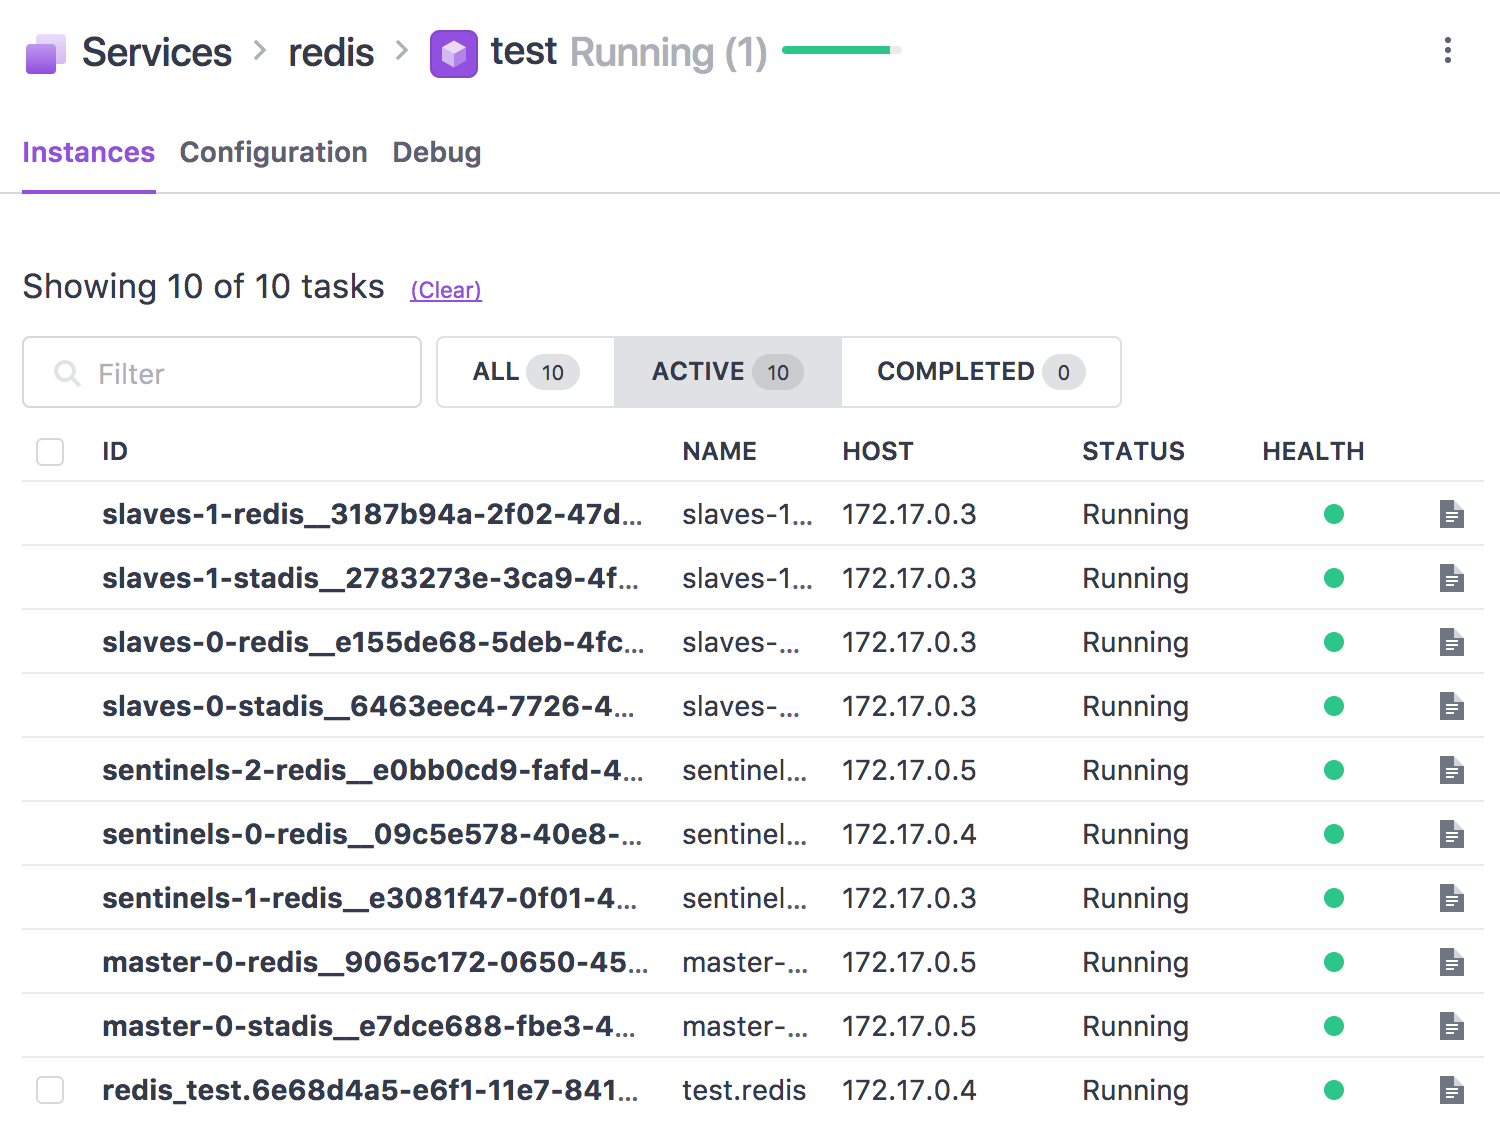 Services > redis > test Running (1)
Instances Configuration Debug
Showing 10 of 10 tasks (Clear)
Filter ALL 10 ACTIVE 10 COMPLETED 0
ID NAME HOST STATUS HEALTH
slaves-1-redis__3187b94a-2f02-47d... slaves-1... 172.17.0.3 Running
slaves-1-stadis__2783273e-3ca9-4f... slaves-1... 172.17.0.3 Running
slaves-0-redis__e155de68-5deb-4fc... slaves-... 172.17.0.3 Running
slaves-0-stadis__6463eec4-7726-4... slaves-... 172.17.0.3 Running
sentinels-2-redis__e0bb0cd9-fafd-4... sentinel... 172.17.0.5 Running
sentinels-0-redis__09c5e578-40e8-... sentinel... 172.17.0.4 Running
sentinels-1-redis__e3081f47-0f01-4... sentinel... 172.17.0.3 Running
master-0-redis__9065c172-0650-45... master-... 172.17.0.5 Running
master-0-stadis__e7dce688-fbe3-4... master-... 172.17.0.5 Running
redis_test.6e68d4a5-e6f1-11e7-841... test.redis 172.17.0.4 Running